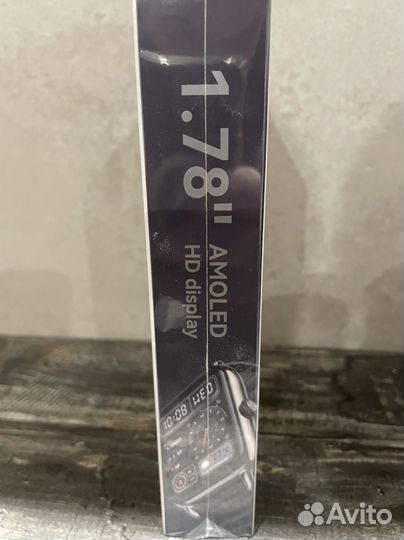 1.78"
AMOLED
HD display
10:08
Avito